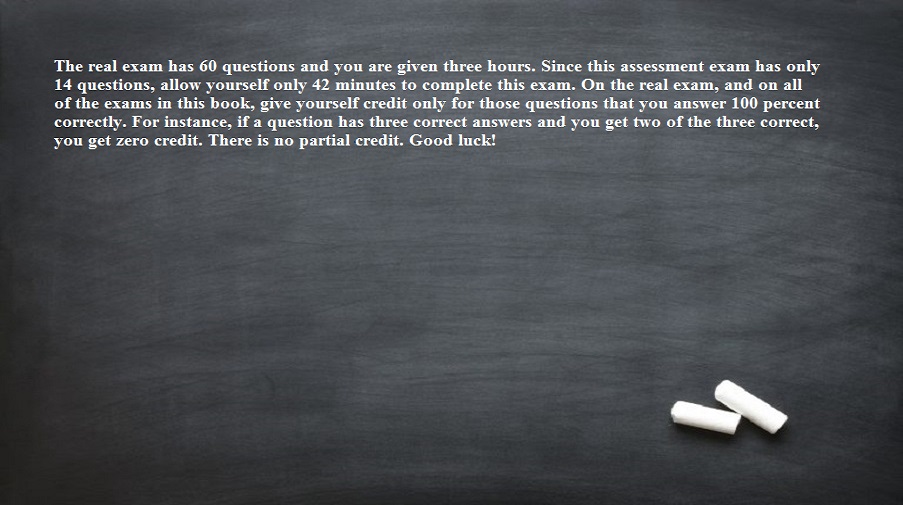 The real exam has 60 questions and you are given three hours. Since this assessment exam has only
14 questions, allow yourself only 42 minutes to complete this exam. On the real exam, and on all
of the exams in this book, give yourself credit only for those questions that you answer 100 percent
correctly. For instance, if a question has three correct answers and you get two of the three correct,
you get zero credit. There is no partial credit. Good luck!